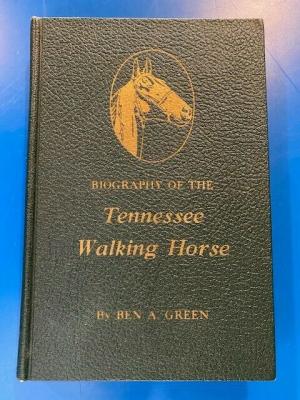 BIOGRAPHY OF THE
Tennessee
Walking Horse
By BEN A. GREEN